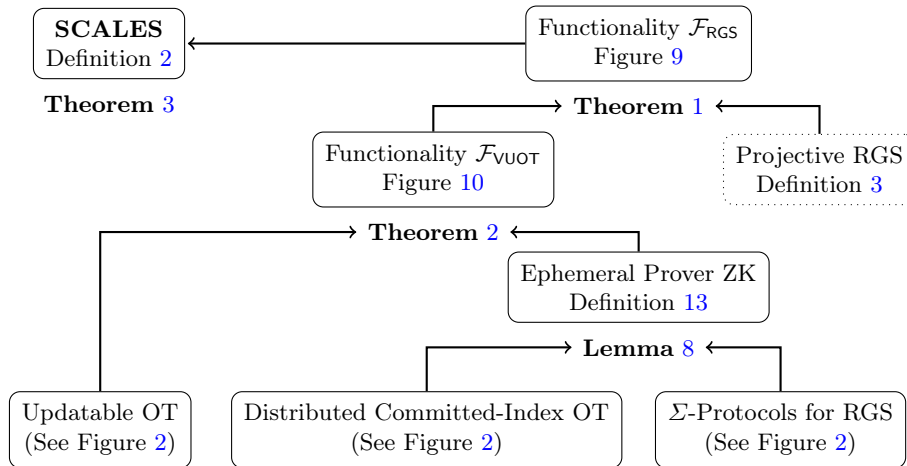 SCALES
Definition 2
Functionality 𝓕RGS
Figure 9
Theorem 3
Theorem 1
Functionality 𝓕VUOT
Figure 10
Projective RGS
Definition 3
Theorem 2
Ephemeral Prover ZK
Definition 13
Lemma 8
Updatable OT
(See Figure 2)
Distributed Committed-Index OT
(See Figure 2)
Σ-Protocols for RGS
(See Figure 2)